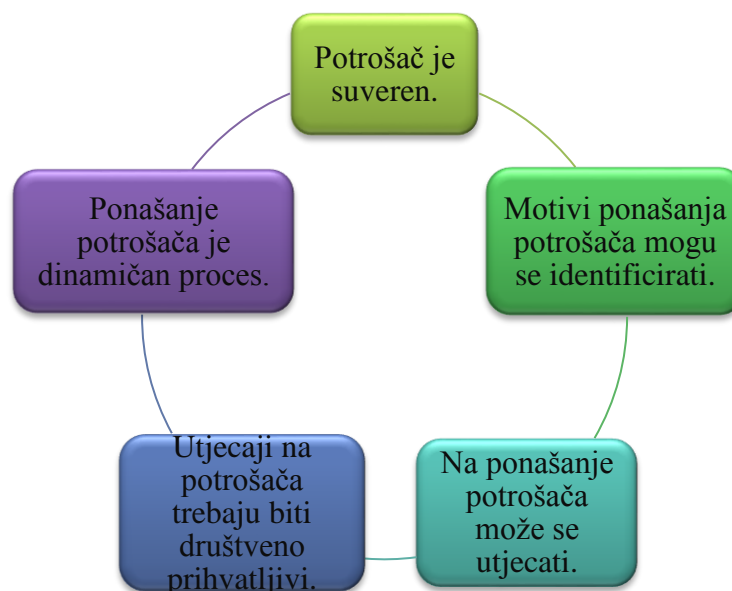 Potrošač je
suveren.
Motivi ponašanja
potrošača mogu
se identificirati.
Na ponašanje
potrošača
može se
utjecati.
Utjecaji na
potrošača
trebaju biti
društveno
prihvatljivi.
Ponašanje
potrošača je
dinamičan proces.